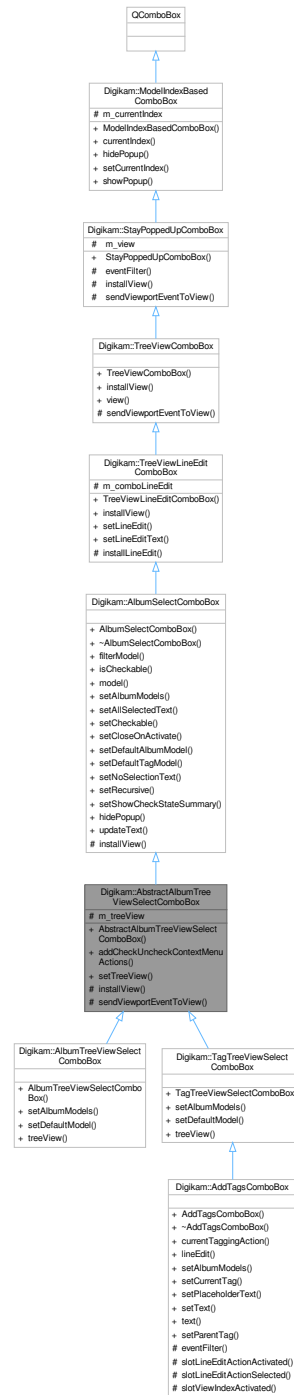 QComboBox
Digikam::ModelIndexBased
ComboBox
# m_currentIndex
+ ModelIndexBasedComboBox()
+ currentIndex()
+ hidePopup()
+ setCurrentIndex()
+ showPopup()
Digikam::StayPoppedUpComboBox
# m_view
+ StayPoppedUpComboBox()
# eventFilter()
# installView()
# sendViewportEventToView()
Digikam::TreeViewComboBox
+ TreeViewComboBox()
+ installView()
+ view()
# sendViewportEventToView()
Digikam::TreeViewLineEdit
ComboBox
# m_comboLineEdit
+ TreeViewLineEditComboBox()
+ installView()
+ setLineEdit()
+ setLineEditText()
# installLineEdit()
Digikam::AlbumSelectComboBox
+ AlbumSelectComboBox()
+ ~AlbumSelectComboBox()
+ filterModel()
+ isCheckable()
+ model()
+ setAlbumModels()
+ setAllSelectedText()
+ setCheckable()
+ setCloseOnActivate()
+ setDefaultAlbumModel()
+ setDefaultTagModel()
+ setNoSelectionText()
+ setRecursive()
+ setShowCheckStateSummary()
+ hidePopup()
+ updateText()
# installView()
Digikam::AbstractAlbumTree
ViewSelectComboBox
# m_treeView
+ AbstractAlbumTreeViewSelect
ComboBox()
+ addCheckUncheckContextMenu
Actions()
+ setTreeView()
# installView()
# sendViewportEventToView()
Digikam::AlbumTreeViewSelect
ComboBox
+ AlbumTreeViewSelectCombo
Box()
+ setAlbumModels()
+ setDefaultModel()
+ treeView()
Digikam::TagTreeViewSelect
ComboBox
+ TagTreeViewSelectComboBox
+ setAlbumModels()
+ setDefaultModel()
+ treeView()
Digikam::AddTagsComboBox
+ AddTagsComboBox()
+ ~AddTagsComboBox()
+ currentTaggingAction()
+ lineEdit()
+ setAlbumModels()
+ setCurrentTag()
+ setPlaceholderText()
+ setText()
+ text()
+ setParentTag()
# eventFilter()
# slotLineEditActionActivated()
# slotLineEditActionSelected()
# slotViewIndexActivated()